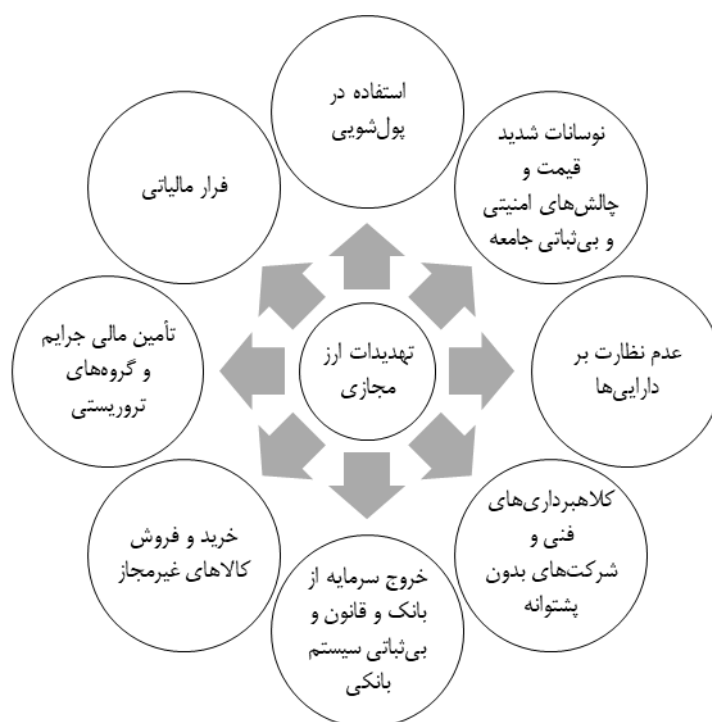 استفاده در
پول‌شویی
نوسانات شدید
قیمت و
چالش‌های امنیتی
و بی‌ثباتی جامعه
عدم نظارت بر
دارایی‌ها
کلاهبرداری‌های
فنی و
شرکت‌های بدون
پشتوانه
خروج سرمایه از
بانک و قانون و
بی‌ثباتی سیستم
بانکی
خرید و فروش
کالاهای غیرمجاز
تأمین مالی جرایم
و گروه‌های
تروریستی
فرار مالیاتی
تهدیدات ارز
مجازی